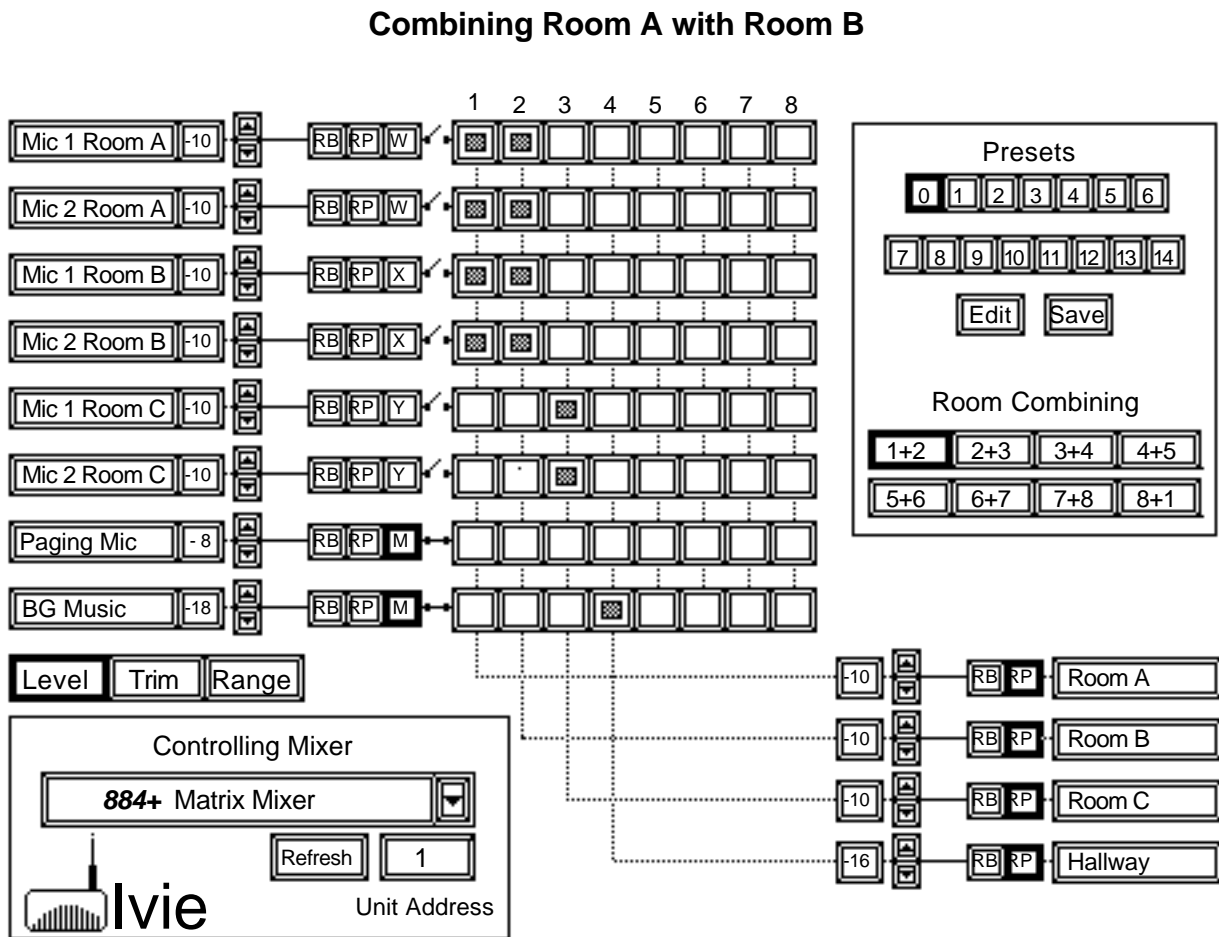 Combining Room A with Room B
1 2 3 4 5 6 7 8
Mic 1 Room A -10 RB RP W
Mic 2 Room A -10 RB RP W
Mic 1 Room B -10 RB RP X
Mic 2 Room B -10 RB RP X
Mic 1 Room C -10 RB RP Y
Mic 2 Room C -10 RB RP Y
Paging Mic - 8 RB RP M
BG Music -18 RB RP M
Presets
0 1 2 3 4 5 6
7 8 9 10 11 12 13 14
Edit Save
Room Combining
1+2 2+3 3+4 4+5
5+6 6+7 7+8 8+1
Level Trim Range
-10 RB RP Room A
-10 RB RP Room B
-10 RB RP Room C
-16 RB RP Hallway
Controlling Mixer
884+ Matrix Mixer
Refresh 1
Ivie Unit Address